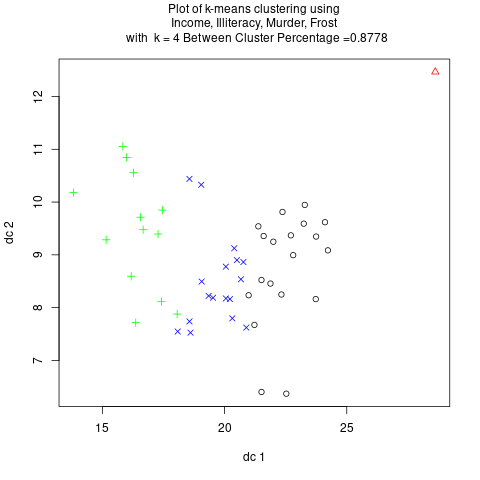 Plot of k-means clustering using
Income, Illiteracy, Murder, Frost
with k = 4 Between Cluster Percentage =0.8778
12
11
10
9
8
7
dc 2
15 20 25
dc 1